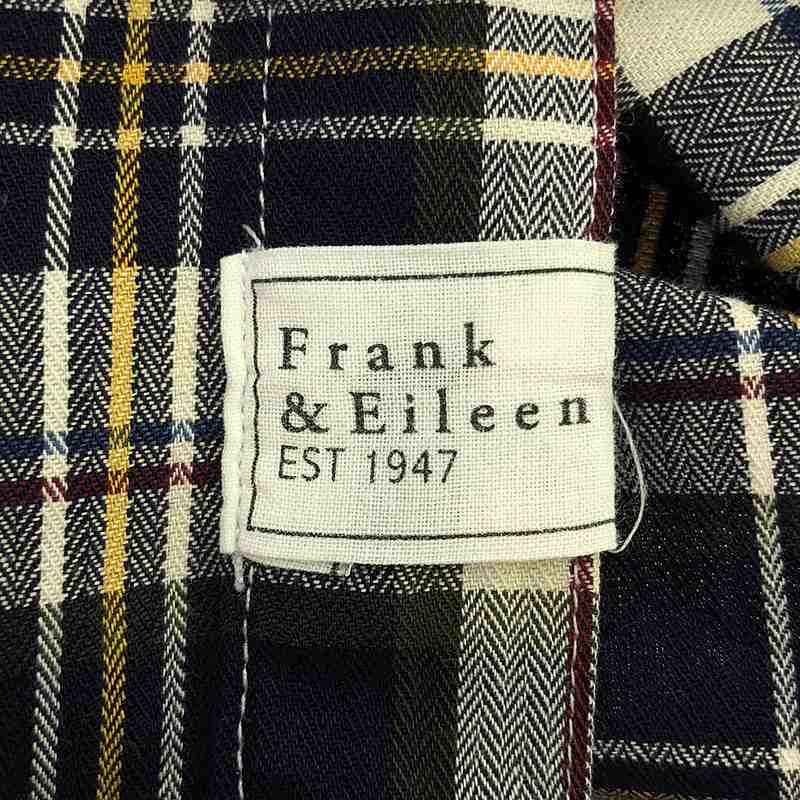 Frank
& Eileen
EST 1947